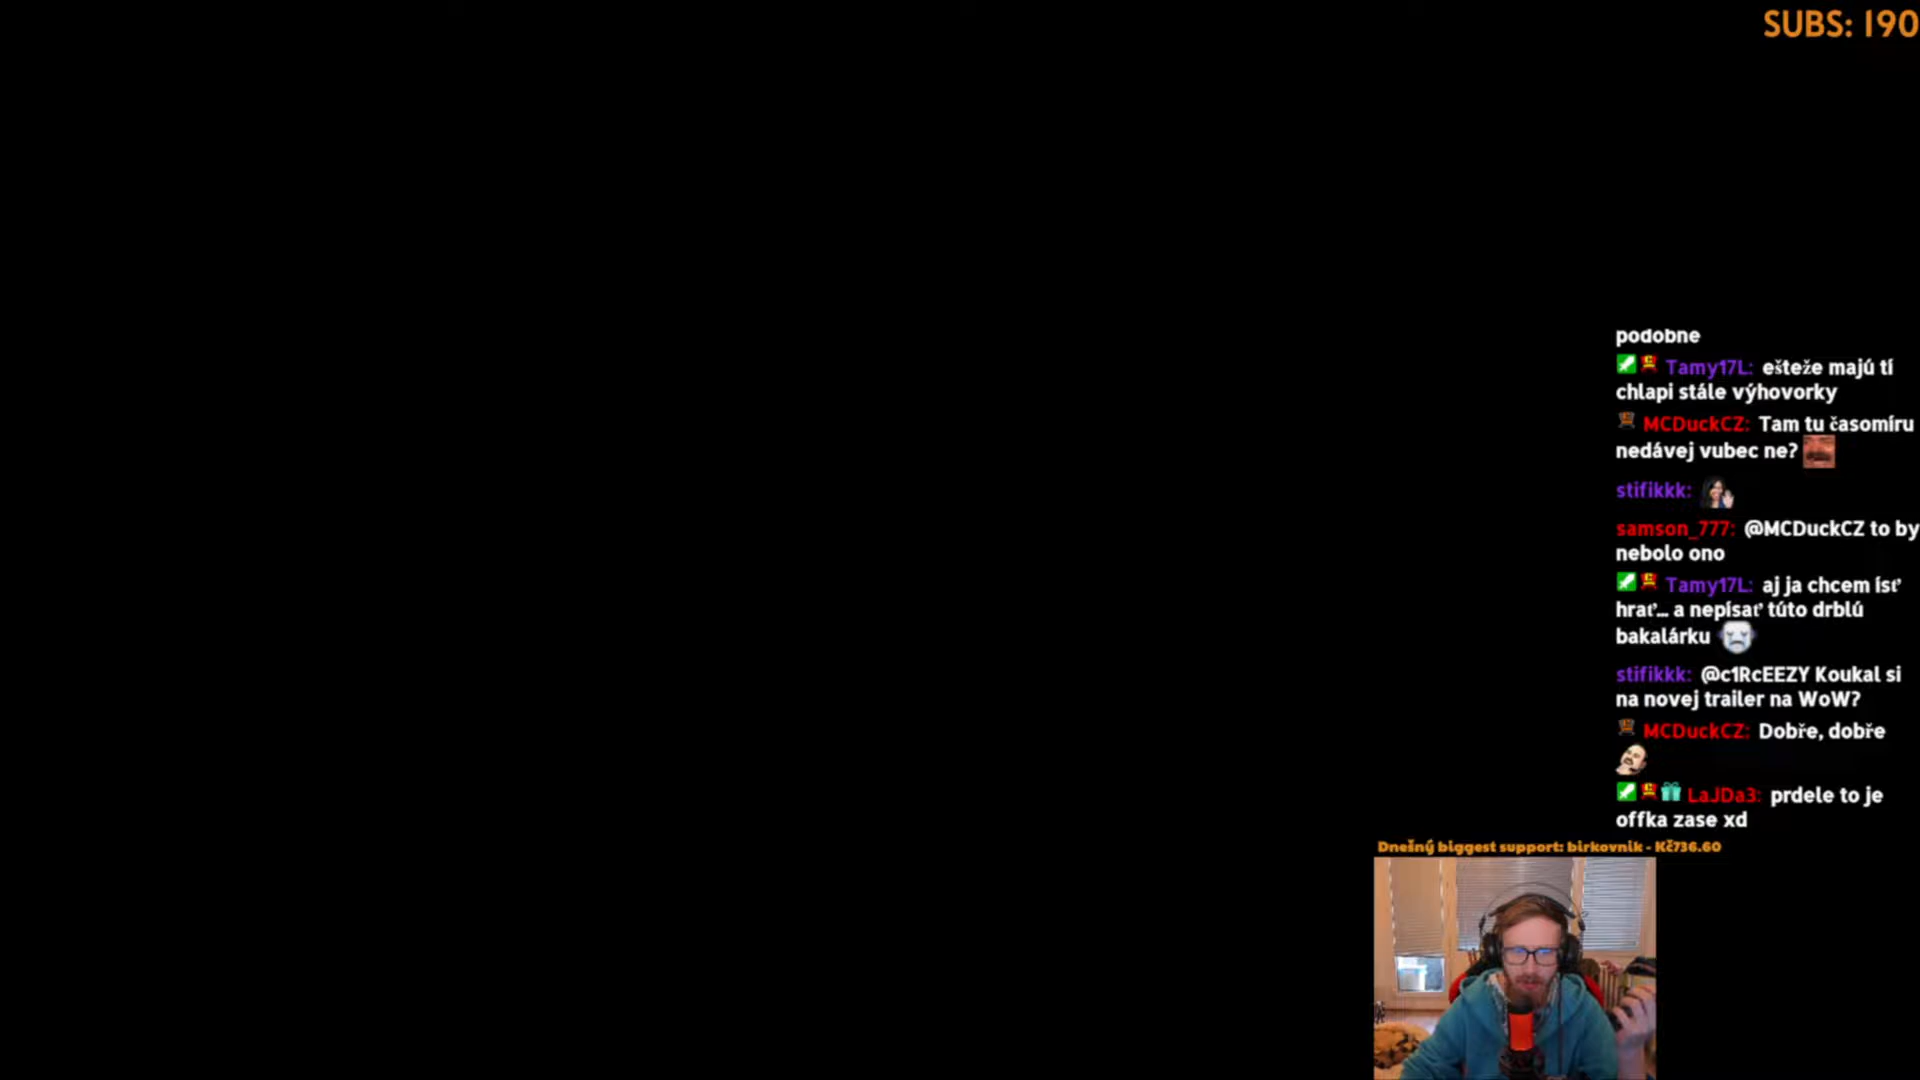 SUBS: 190
podobne
Tamy17L: ešteže majú tí
chlapi stále výhovorky
MCDuckCZ: Tam tu časomíru
nedávej vubec ne?
stifikkk:
samson_777: @MCDuckCZ to by
nebolo ono
Tamy17L: aj ja chcem ísť
hrať... a nepísať túto drblú
bakalárku
stifikkk: @c1RcEEZY Koukal si
na novej trailer na WoW?
MCDuckCZ: Dobře, dobře
LaJDa3: prdele to je
offka zase xd
Dnešný biggest support: birkovnik - Kč736.60